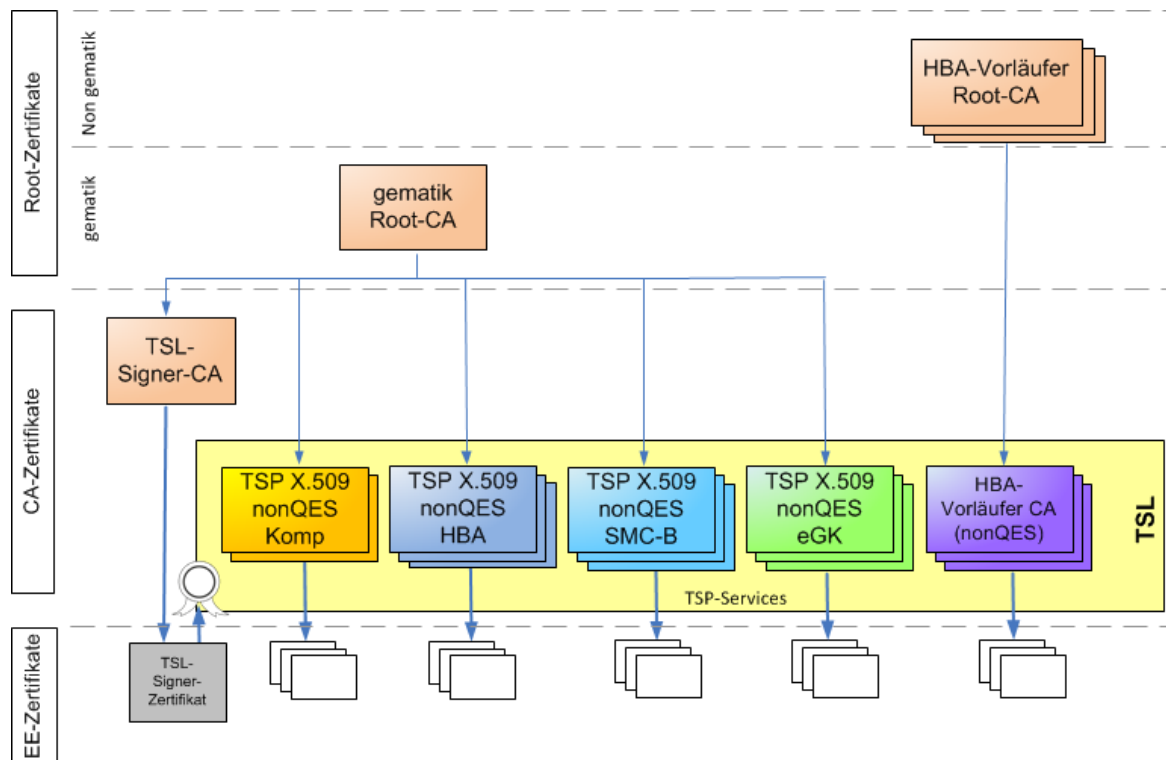 Root-Zertifikate
Non gematik
HBA-Vorläufer
Root-CA
gematik
gematik
Root-CA
CA-Zertifikate
TSL-
Signer-CA
TSP X.509
nonQES
Komp
TSP X.509
nonQES
HBA
TSP X.509
nonQES
SMC-B
TSP X.509
nonQES
eGK
HBA-
Vorläufer CA
(nonQES)
TSL
TSP-Services
EE-Zertifikate
TSL-
Signer-
Zertifikat